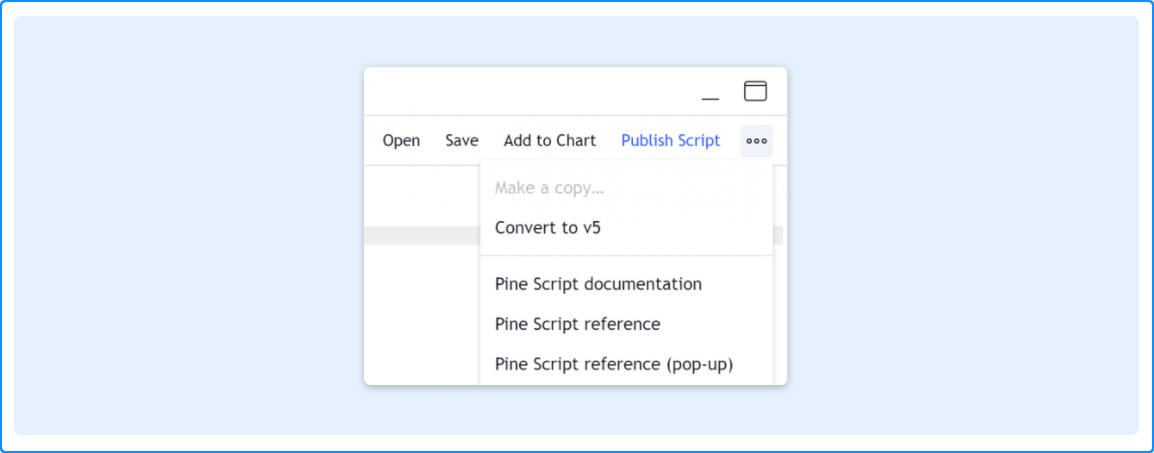 Open Save Add to Chart Publish Script
Make a copy...
Convert to v5
Pine Script documentation
Pine Script reference
Pine Script reference (pop-up)